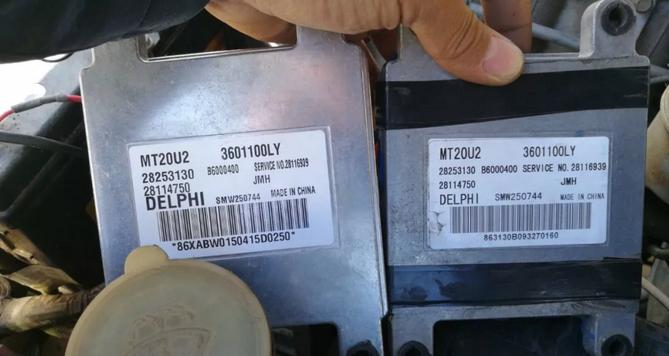 MT20U2 3601100LY
28253130 B6000400 SERVICE NO.28116939
28114750 JMH
DELPHI SMW250744 MADE IN CHINA
"86XABW0150415D0250"
MT20U2 3601100LY
28253130 B6000400 SERVICE NO. 28116939
28114750 JMH
DELPHI SMW250744 MADE IN CHINA
863130B093270160